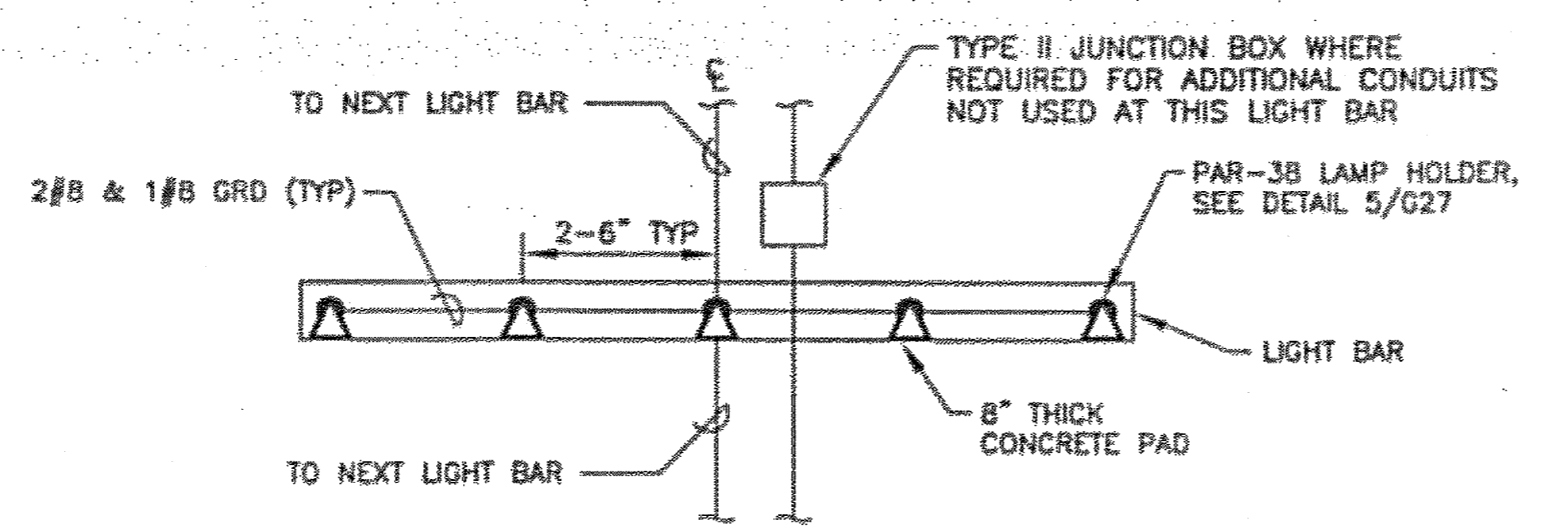 TYPE II JUNCTION BOX WHERE
REQUIRED FOR ADDITIONAL CONDUITS
NOT USED AT THIS LIGHT BAR
℄
TO NEXT LIGHT BAR
2#8 & 1#8 GRD (TYP)
PAR-38 LAMP HOLDER,
SEE DETAIL 5/G27
2-6" TYP
LIGHT BAR
8" THICK
CONCRETE PAD
TO NEXT LIGHT BAR